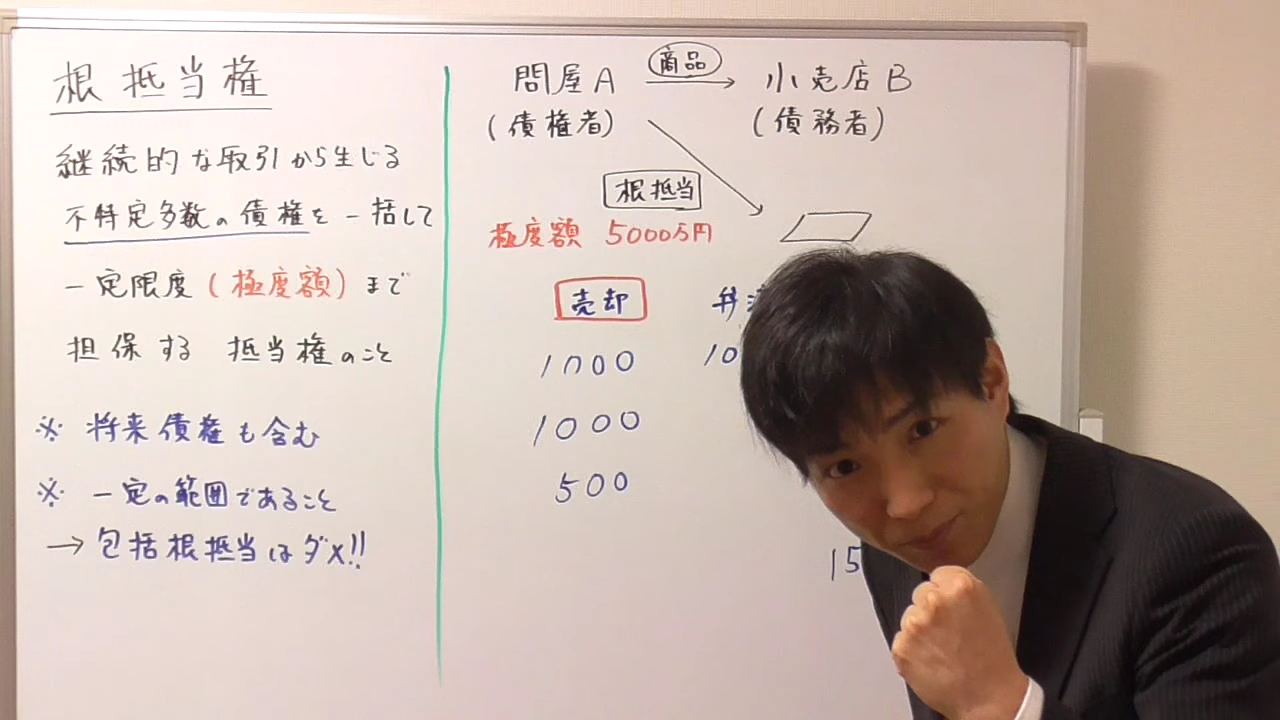 根抵当権
継続的な取引から生じる
不特定多数の債権を一括して
一定限度(極度額)まで
担保する 抵当権のこと
※ 将来債権も含む
※ 一定の範囲であること
→ 包括根抵当はダメ!!
商品
問屋A → 小売店B
(債権者) (債務者)
根抵当
極度額 5000万円
売却 弁
1000 10
1000
500
15